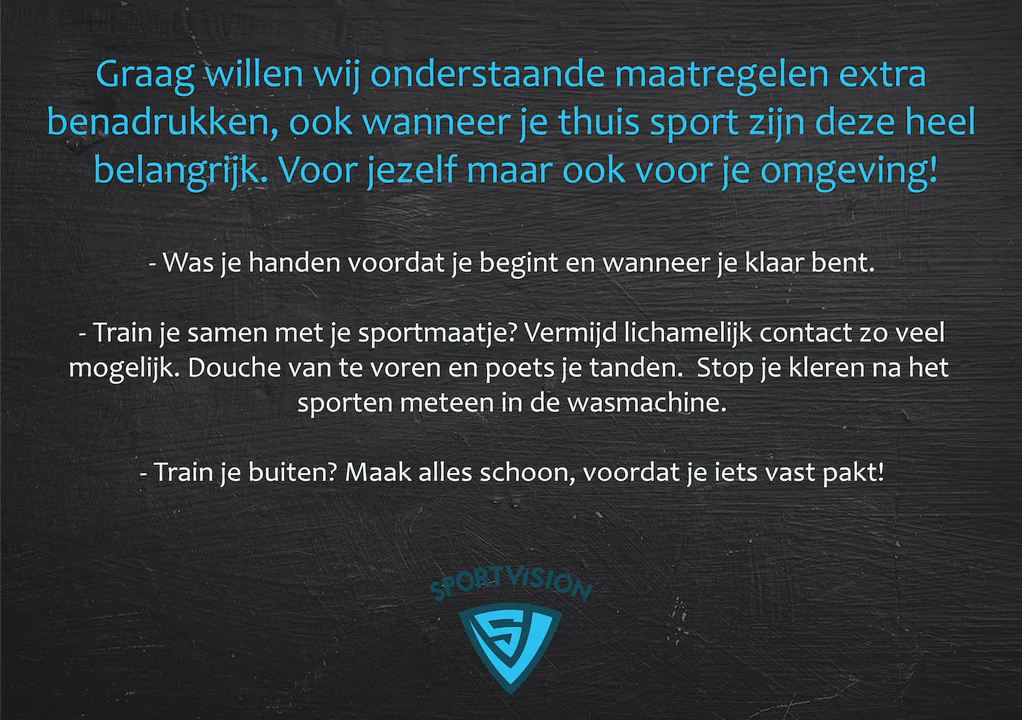 Graag willen wij onderstaande maatregelen extra
benadrukken, ook wanneer je thuis sport zijn deze heel
belangrijk. Voor jezelf maar ook voor je omgeving!
- Was je handen voordat je begint en wanneer je klaar bent.
- Train je samen met je sportmaatje? Vermijd lichamelijk contact zo veel
mogelijk. Douche van te voren en poets je tanden.  Stop je kleren na het
sporten meteen in de wasmachine.
- Train je buiten? Maak alles schoon, voordat je iets vast pakt!
SPORTVISION